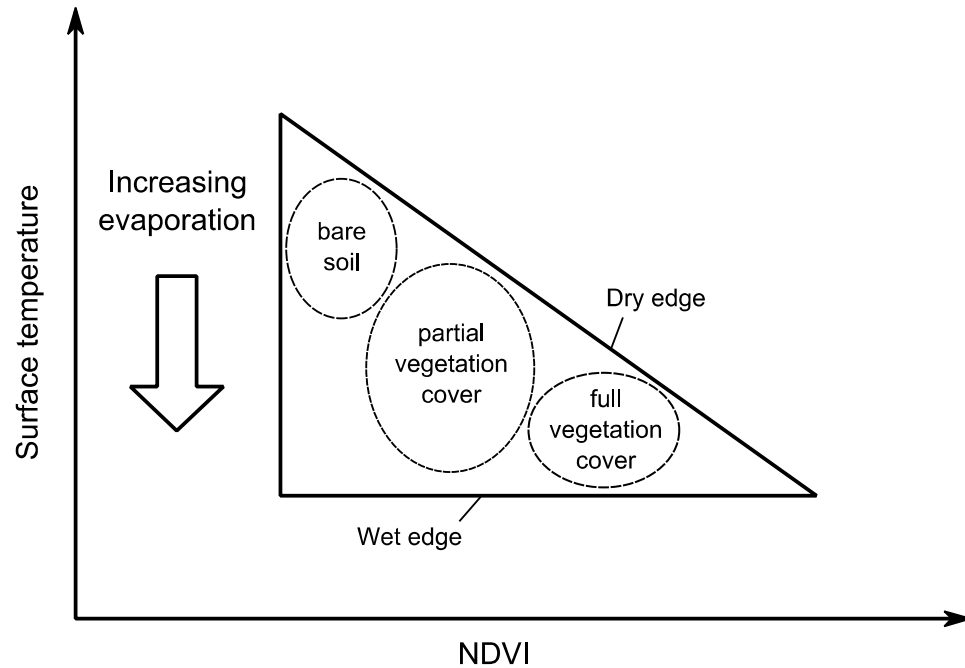 Increasing
evaporation
bare
soil
Dry edge
partial
vegetation
cover
full
vegetation
cover
Wet edge
Surface temperature
NDVI